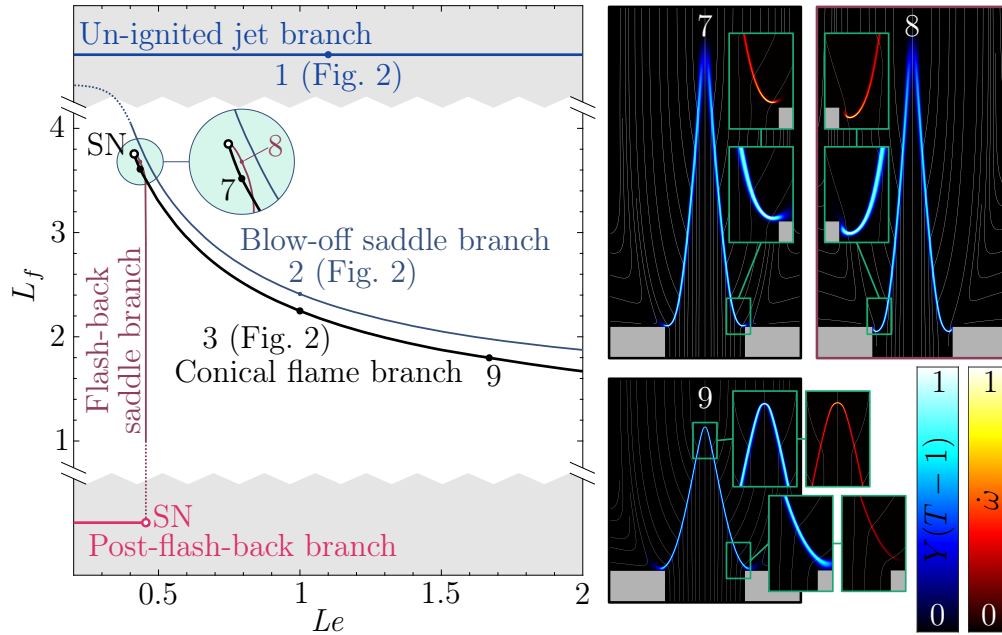 Un-ignited jet branch
1 (Fig. 2)
4
SN
8
7
3
Blow-off saddle branch
2 (Fig. 2)
L_f
Flash-back
saddle branch
2
3 (Fig. 2)
Conical flame branch
9
1
SN
Post-flash-back branch
0.5
1
1.5
2
Le
7
8
9
1
Y(T − 1)
0
1
ω̇
0